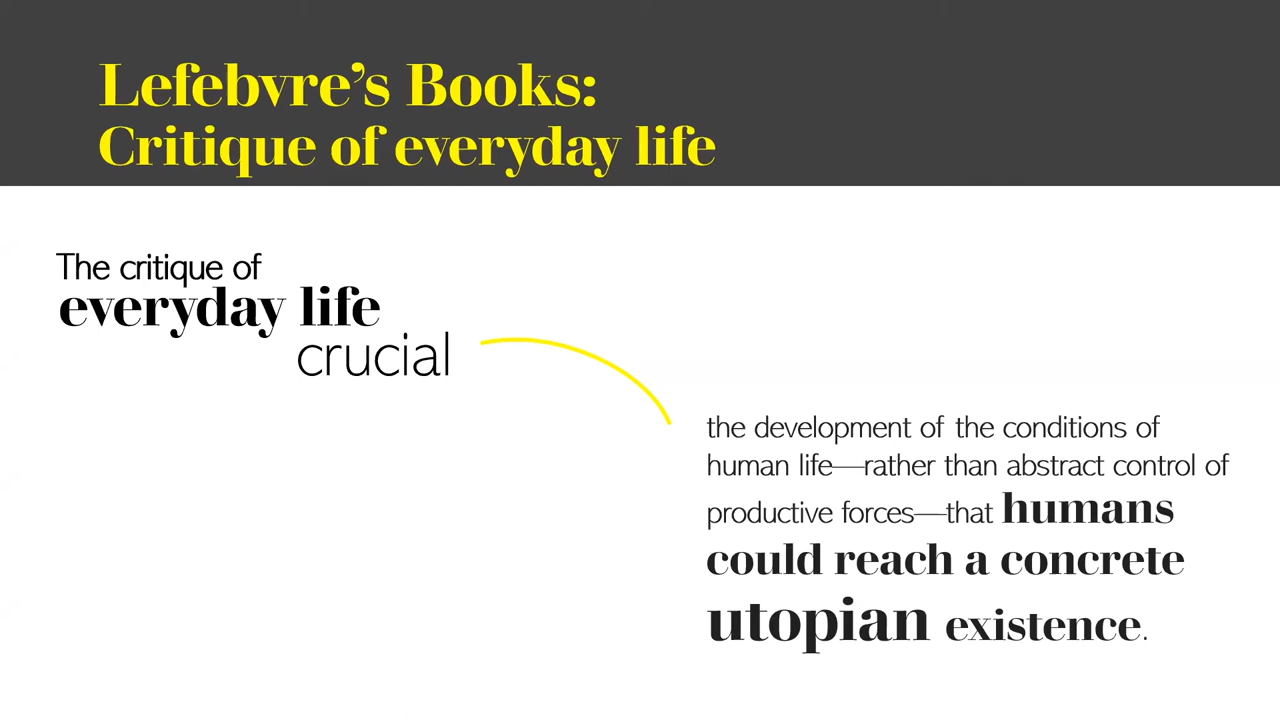 Lefebvre's Books:
Critique of everyday life
The critique of
everyday life
crucial
the development of the conditions of
human life—rather than abstract control of
productive forces—that humans
could reach a concrete
utopian existence.